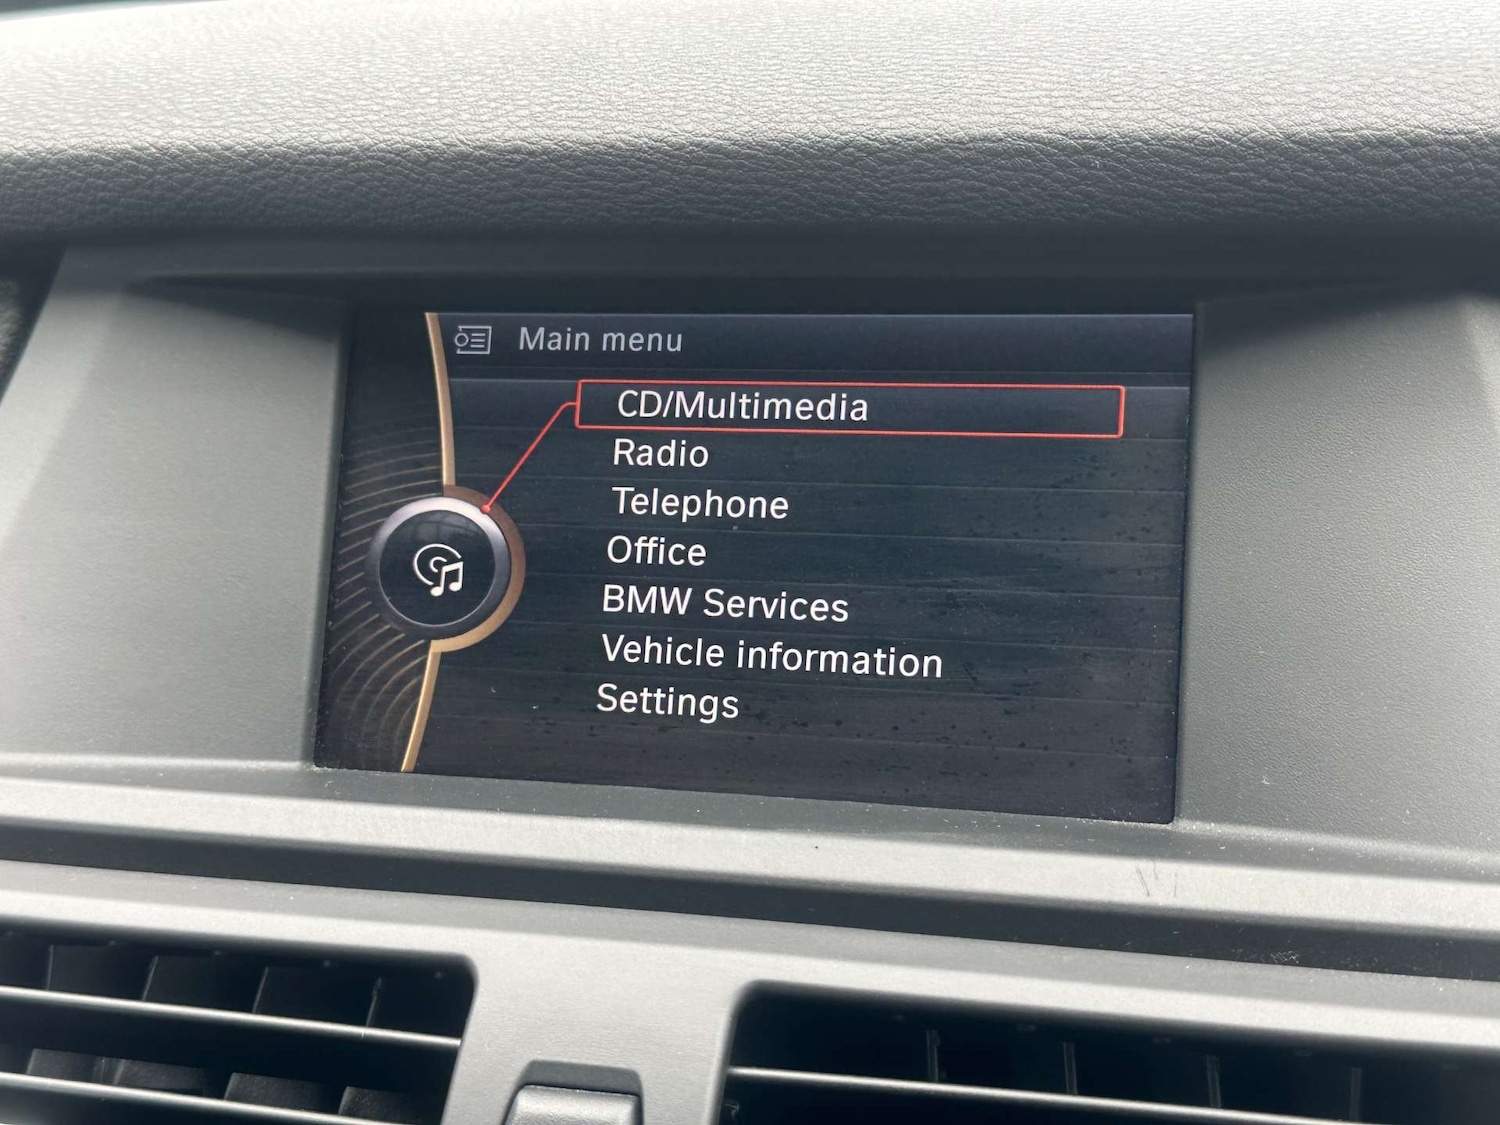 Main menu
CD/Multimedia
Radio
Telephone
Office
BMW Services
Vehicle information
Settings